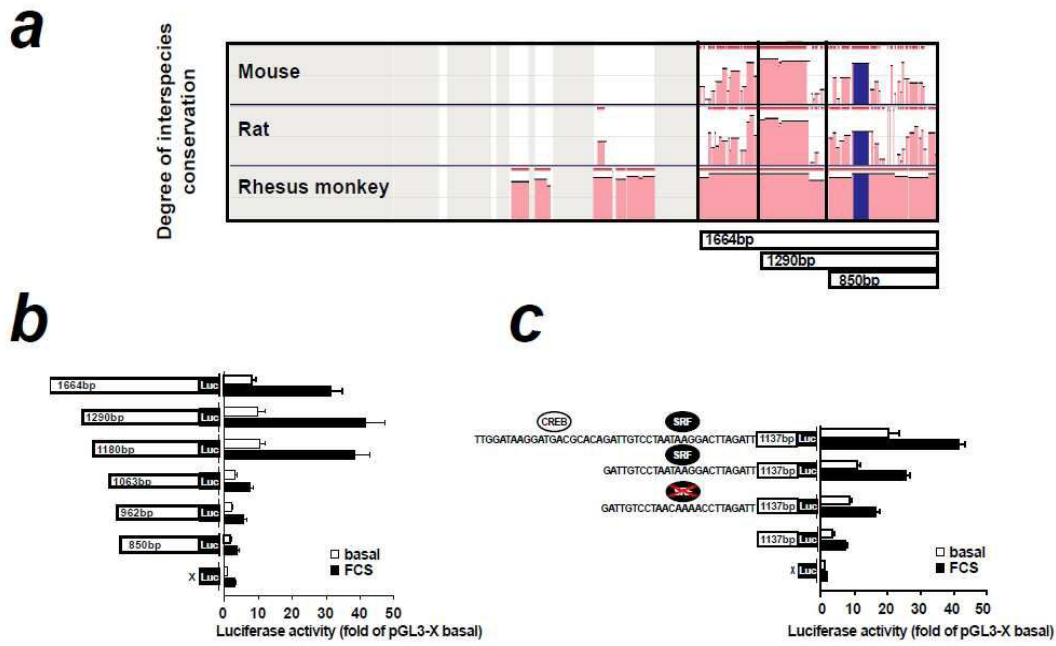 a
Degree of interspecies
conservation
Mouse
Rat
Rhesus monkey
1664bp
1290bp
850bp
b
1664bp Luc
1290bp Luc
1180bp Luc
1063bp Luc
962bp Luc
850bp Luc
X Luc
basal
FCS
0 10 20 30 40 50
Luciferase activity (fold of pGL3-X basal)
c
CREB SRF
TTGGATAAGGATGACGCACAGATTGTCCTAATAAGGACTTAGATT 1137bp Luc
SRF
GATTGTCCTAATAAGGACTTAGATT 1137bp Luc
GATTGTCCTAACAAAACCTTAGATT 1137bp Luc
1137bp Luc
X Luc
basal
FCS
0 10 20 30 40 50
Luciferase activity (fold of pGL3-X basal)